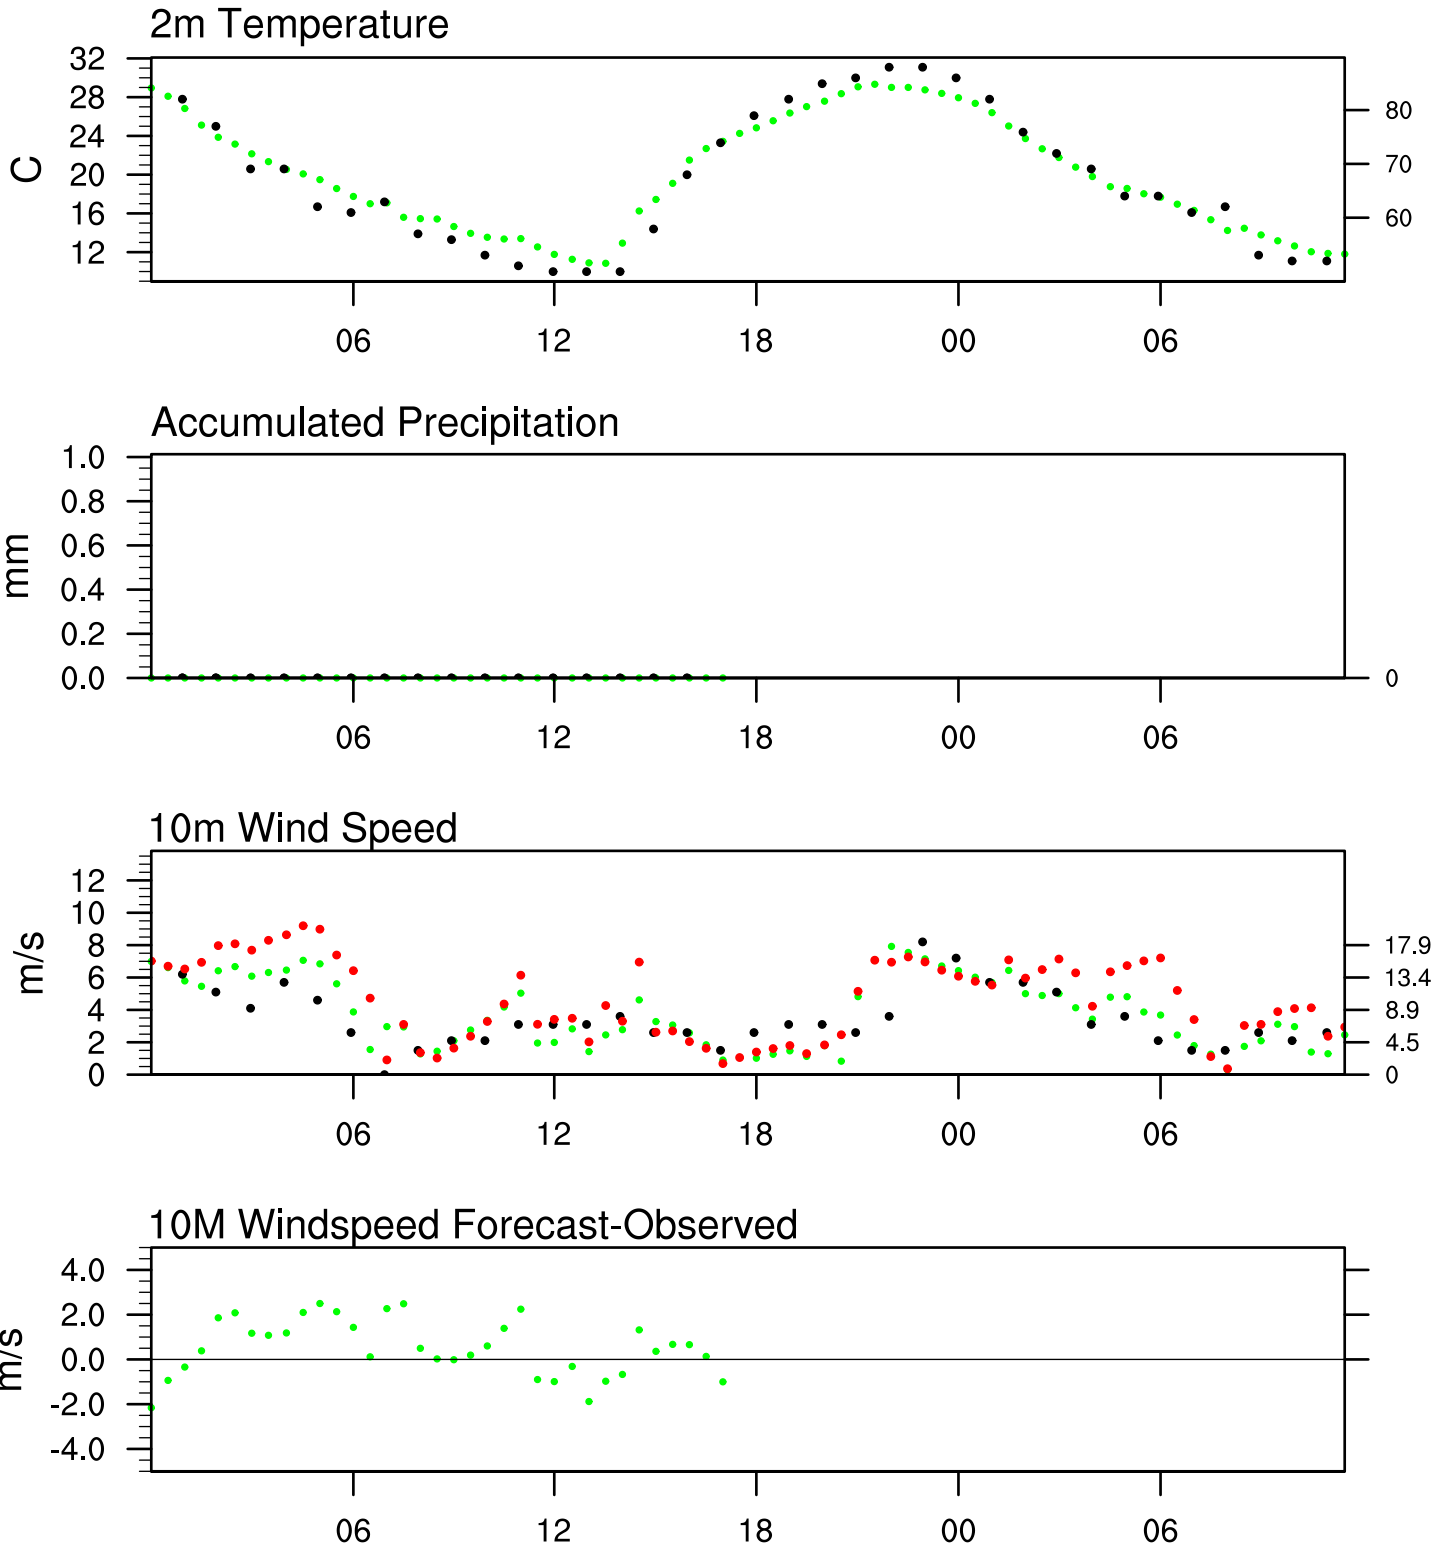 2m Temperature
32
28
24
20
16
12
C
80
70
60
06 12 18 00 06
Accumulated Precipitation
1.0
0.8
0.6
0.4
0.2
0.0
mm
0
06 12 18 00 06
10m Wind Speed
12
10
8
6
4
2
0
m/s
17.9
13.4
8.9
4.5
0
06 12 18 00 06
10M Windspeed Forecast-Observed
4.0
2.0
0.0
-2.0
-4.0
m/s
06 12 18 00 06